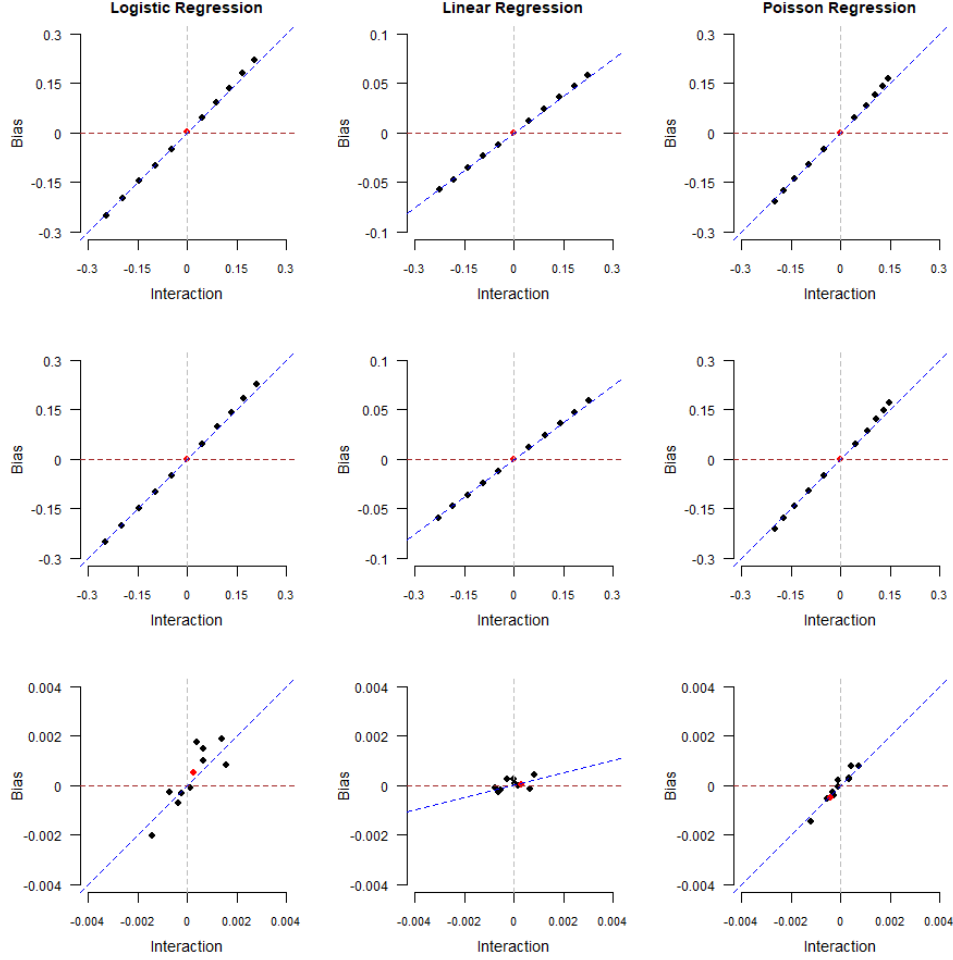 Logistic Regression
Linear Regression
Poisson Regression
0.3
0.15
0
-0.15
-0.3
Bias
-0.3 -0.15 0 0.15 0.3
Interaction
0.1
0.05
0
-0.05
-0.1
Bias
-0.3 -0.15 0 0.15 0.3
Interaction
0.3
0.15
0
-0.15
-0.3
Bias
-0.3 -0.15 0 0.15 0.3
Interaction
0.3
0.15
0
-0.15
-0.3
Bias
-0.3 -0.15 0 0.15 0.3
Interaction
0.1
0.05
0
-0.05
-0.1
Bias
-0.3 -0.15 0 0.15 0.3
Interaction
0.3
0.15
0
-0.15
-0.3
Bias
-0.3 -0.15 0 0.15 0.3
Interaction
0.004
0.002
0
-0.002
-0.004
Bias
-0.004 -0.002 0 0.002 0.004
Interaction
0.004
0.002
0
-0.002
-0.004
Bias
-0.004 -0.002 0 0.002 0.004
Interaction
0.004
0.002
0
-0.002
-0.004
Bias
-0.004 -0.002 0 0.002 0.004
Interaction